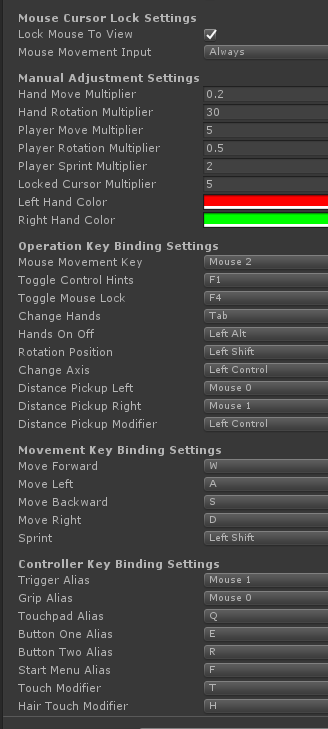 Mouse Cursor Lock Settings
Lock Mouse To View
Mouse Movement Input Always
Manual Adjustment Settings
Hand Move Multiplier 0.2
Hand Rotation Multiplier 30
Player Move Multiplier 5
Player Rotation Multiplier 0.5
Player Sprint Multiplier 2
Locked Cursor Multiplier 5
Left Hand Color
Right Hand Color
Operation Key Binding Settings
Mouse Movement Key Mouse 2
Toggle Control Hints F1
Toggle Mouse Lock F4
Change Hands Tab
Hands On Off Left Alt
Rotation Position Left Shift
Change Axis Left Control
Distance Pickup Left Mouse 0
Distance Pickup Right Mouse 1
Distance Pickup Modifier Left Control
Movement Key Binding Settings
Move Forward W
Move Left A
Move Backward S
Move Right D
Sprint Left Shift
Controller Key Binding Settings
Trigger Alias Mouse 1
Grip Alias Mouse 0
Touchpad Alias Q
Button One Alias E
Button Two Alias R
Start Menu Alias F
Touch Modifier T
Hair Touch Modifier H